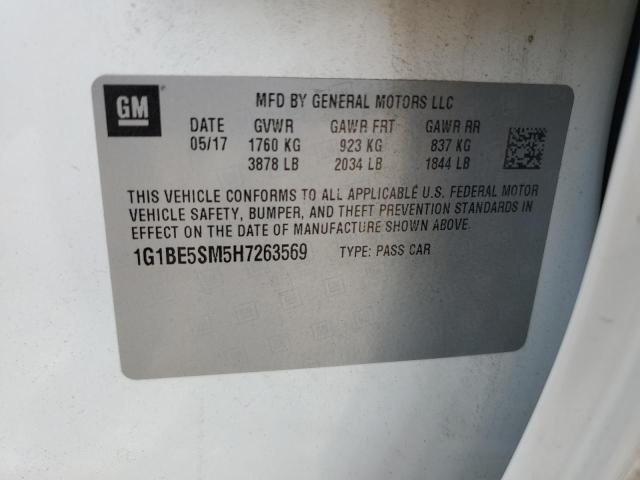 GM
MFD BY GENERAL MOTORS LLC
DATE GVWR GAWR FRT GAWR RR
05/17 1760 KG 923 KG 837 KG
3878 LB 2034 LB 1844 LB
THIS VEHICLE CONFORMS TO ALL APPLICABLE U.S. FEDERAL MOTOR
VEHICLE SAFETY, BUMPER, AND THEFT PREVENTION STANDARDS IN
EFFECT ON THE DATE OF MANUFACTURE SHOWN ABOVE.
1G1BE5SM5H7263569 TYPE: PASS CAR